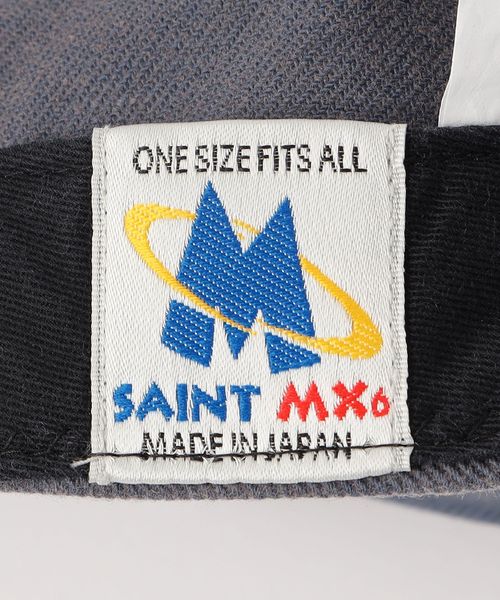 ONE SIZE FITS ALL
SAINT MX6
MADE IN JAPAN